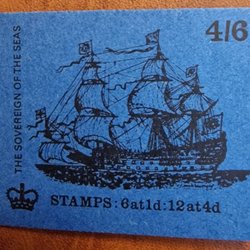 THE SOVEREIGN OF THE SEAS
4/6
STAMPS:6at1d:12at4d